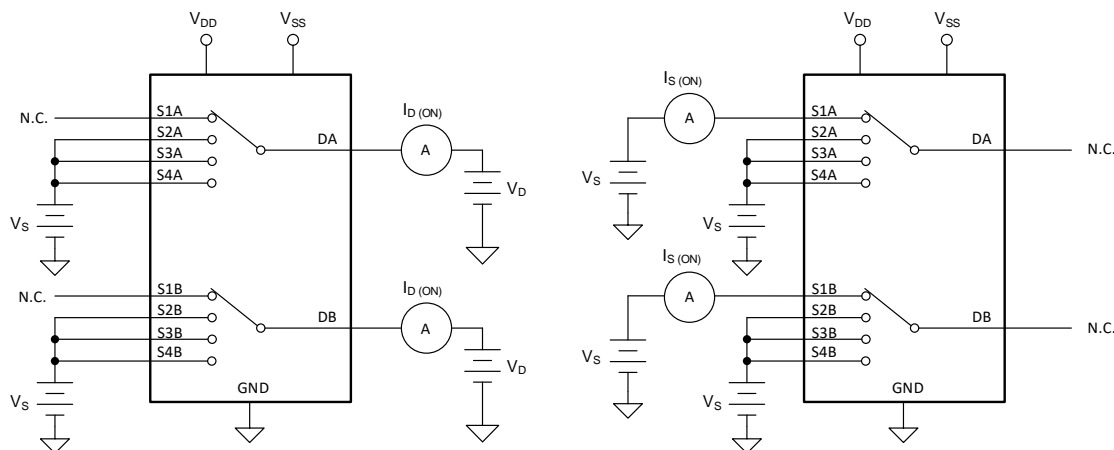 VDD
VSS
N.C.
S1A
S2A
S3A
S4A
DA
ID (ON)
A
VS
VD
N.C.
S1B
S2B
S3B
S4B
DB
ID (ON)
A
VS
VD
GND
VDD
VSS
IS (ON)
A
S1A
S2A
S3A
S4A
DA
N.C.
VS
VS
IS (ON)
A
S1B
S2B
S3B
S4B
DB
N.C.
VS
VS
GND